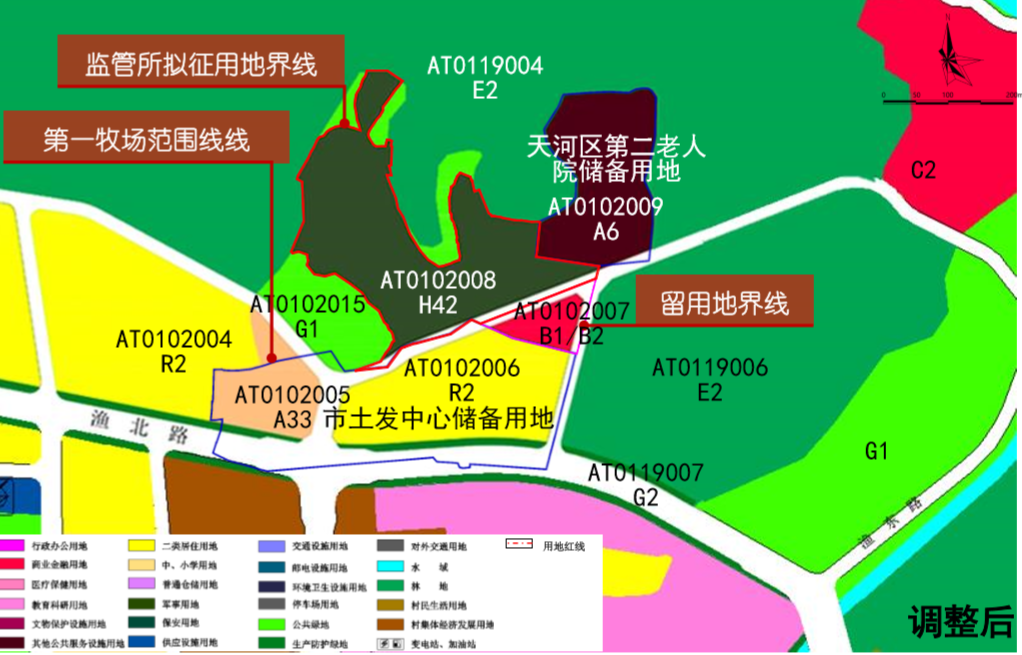 监管所拟征用地界线
第一牧场范围线线
AT0119004
E2
天河区第二老人
院储备用地
AT0102009
A6
N
0 50 100 200m
C2
AT0102008
H42
AT0102015
G1
AT0102007
B1/B2
留用地界线
AT0102004
R2
AT0102006
R2
AT0119006
E2
AT0102005
A33
市土发中心储备用地
渔北路
G1
AT0119007
G2
渔东路
行政办公用地
商业金融用地
医疗保健用地
教育科研用地
文物保护设施用地
其他公共服务设施用地
二类居住用地
中、小学用地
普通仓储用地
军事用地
保安用地
供应设施用地
交通设施用地
邮电设施用地
环境卫生设施用地
停车场用地
公共绿地
生产防护绿地
对外交通用地
水 域
林 地
村民生活用地
村集体经济发展用地
变电站、加油站
用地红线
调整后